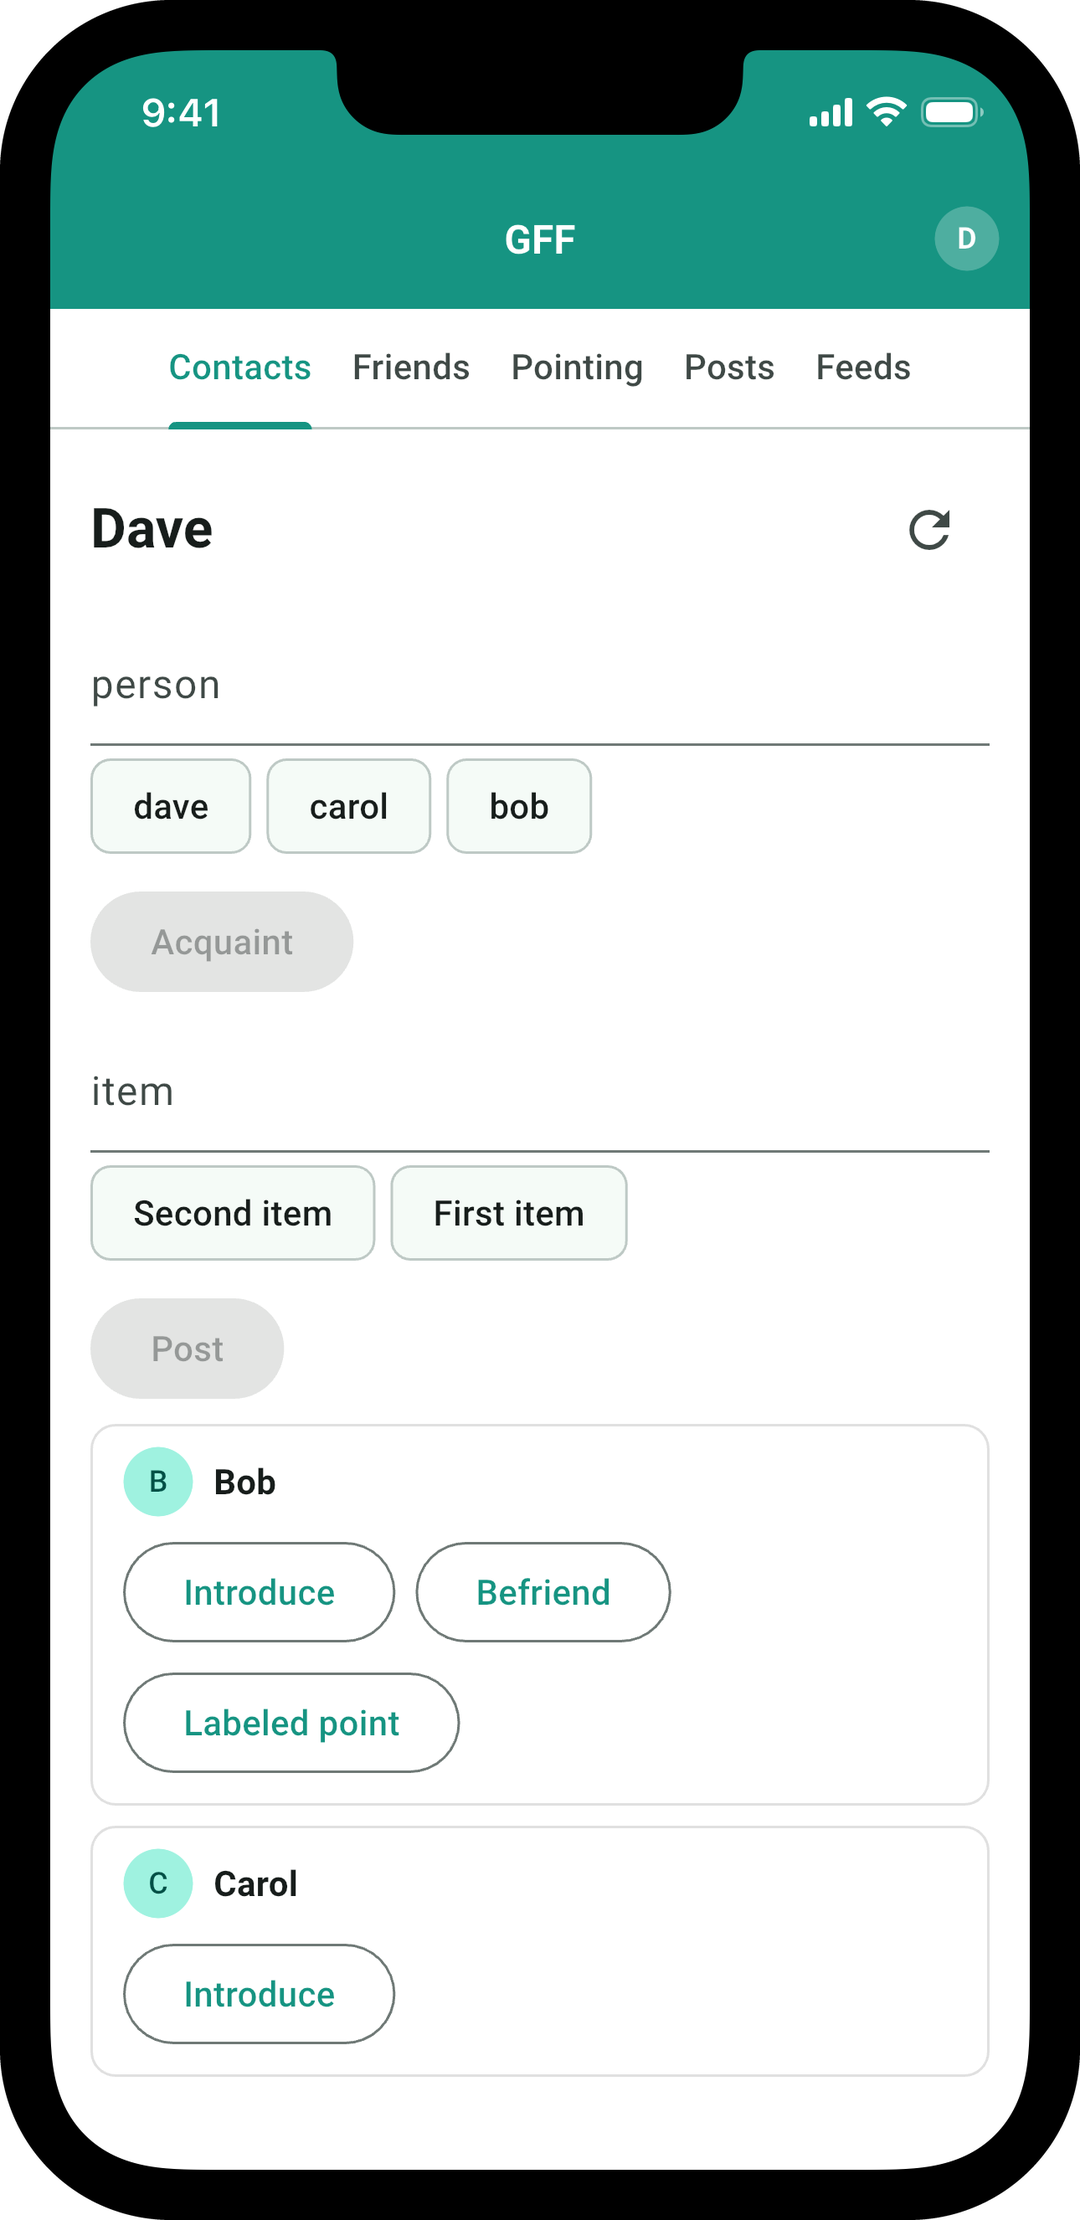 9:41
GFF
D
Contacts Friends Pointing Posts Feeds
Dave
person
dave carol bob
Acquaint
item
Second item First item
Post
B Bob
Introduce Befriend
Labeled point
C Carol
Introduce